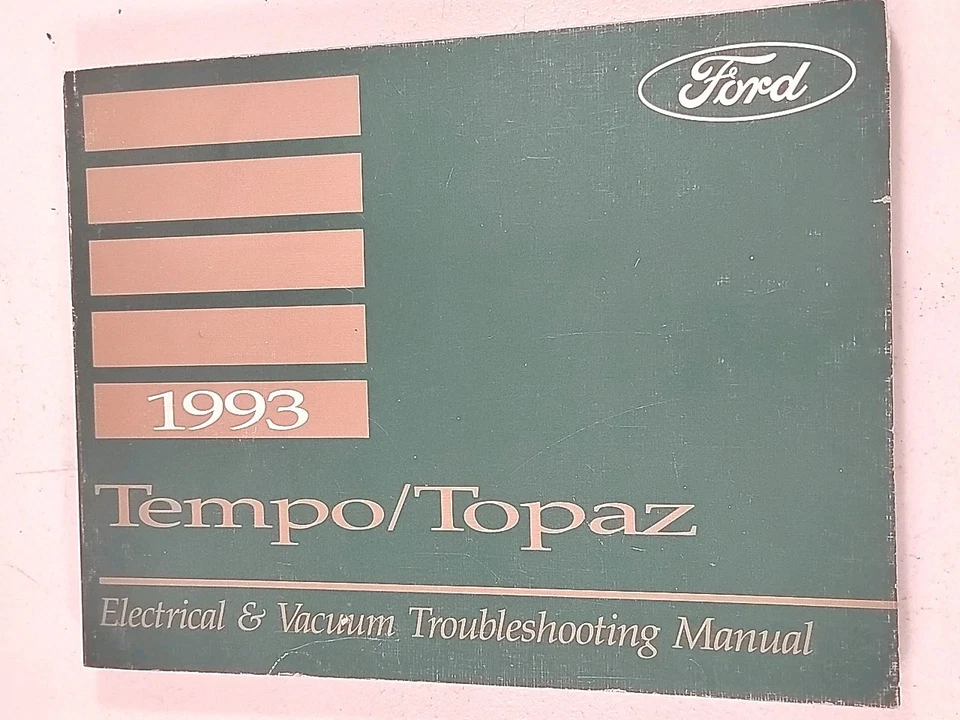 Ford
1993
Tempo/Topaz
Electrical & Vacuum Troubleshooting Manual